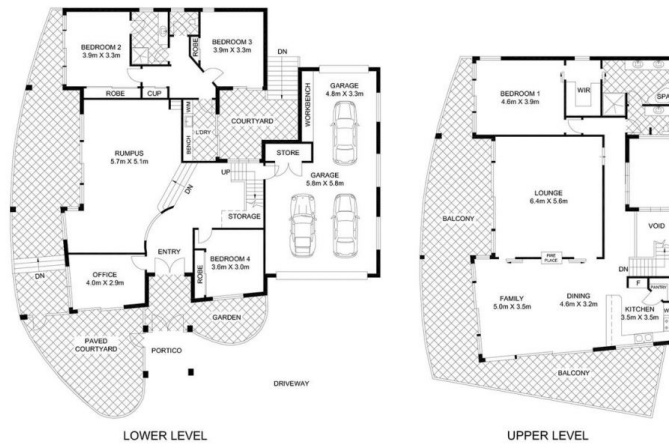 BEDROOM 2
3.9m X 3.3m
BEDROOM 3
3.9m X 3.3m
ROBE
DN
GARAGE
4.8m X 3.3m
WORKBENCH
ROBE
CUP
W/M
BENCH
L'DRY
COURTYARD
RUMPUS
5.7m X 5.1m
STORE
GARAGE
5.8m X 5.8m
UP
DN
STORAGE
ENTRY
BEDROOM 4
3.6m X 3.0m
ROBE
DN
OFFICE
4.0m X 2.9m
GARDEN
PAVED
COURTYARD
PORTICO
DRIVEWAY
LOWER LEVEL
BEDROOM 1
4.6m X 3.9m
WIR
SPA
LOUNGE
6.4m X 5.6m
BALCONY
VOID
FIRE
PLACE
DN
F
PANTRY
FAMILY
5.0m X 3.5m
DINING
4.6m X 3.2m
KITCHEN
3.5m X 3.5m
W
BALCONY
UPPER LEVEL